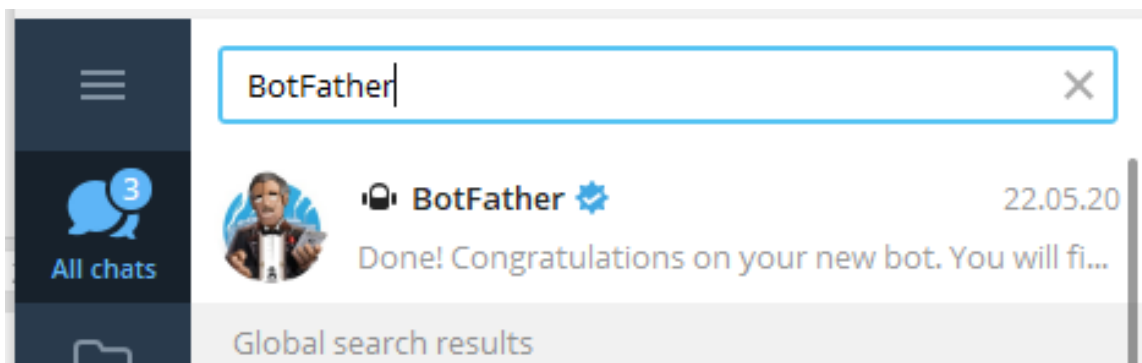 BotFather
3
All chats
BotFather 22.05.20
Done! Congratulations on your new bot. You will fi...
Global search results